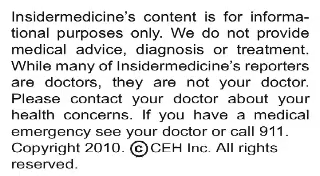 Insidermedicine's content is for informa-
tional purposes only. We do not provide
medical advice, diagnosis or treatment.
While many of Insidermedicine's reporters
are doctors, they are not your doctor.
Please contact your doctor about your
health concerns. If you have a medical
emergency see your doctor or call 911.
Copyright 2010. ©CEH Inc. All rights
reserved.